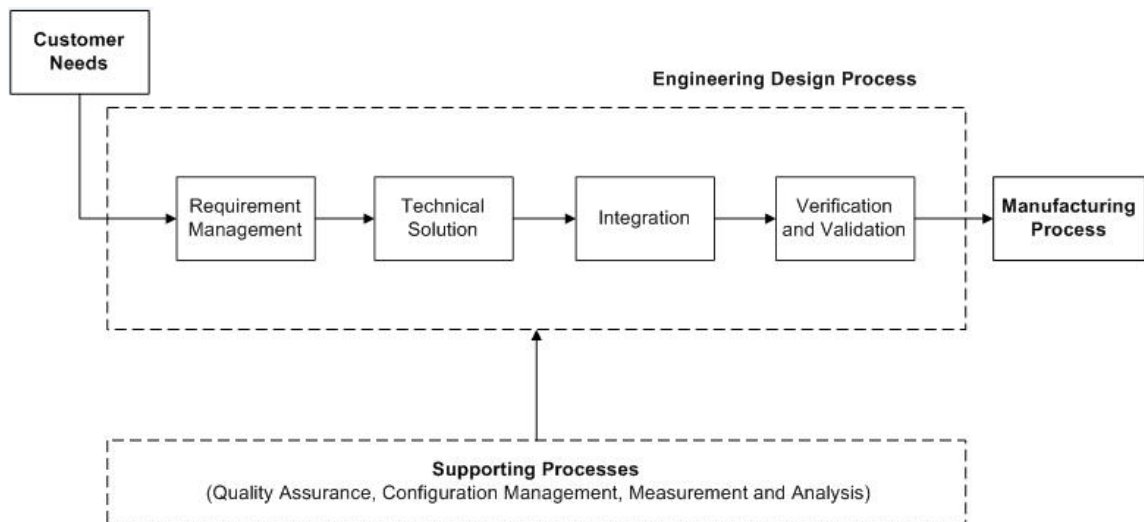 Customer
Needs
Engineering Design Process
Requirement
Management
Technical
Solution
Integration
Verification
and Validation
Manufacturing
Process
Supporting Processes
(Quality Assurance, Configuration Management, Measurement and Analysis)